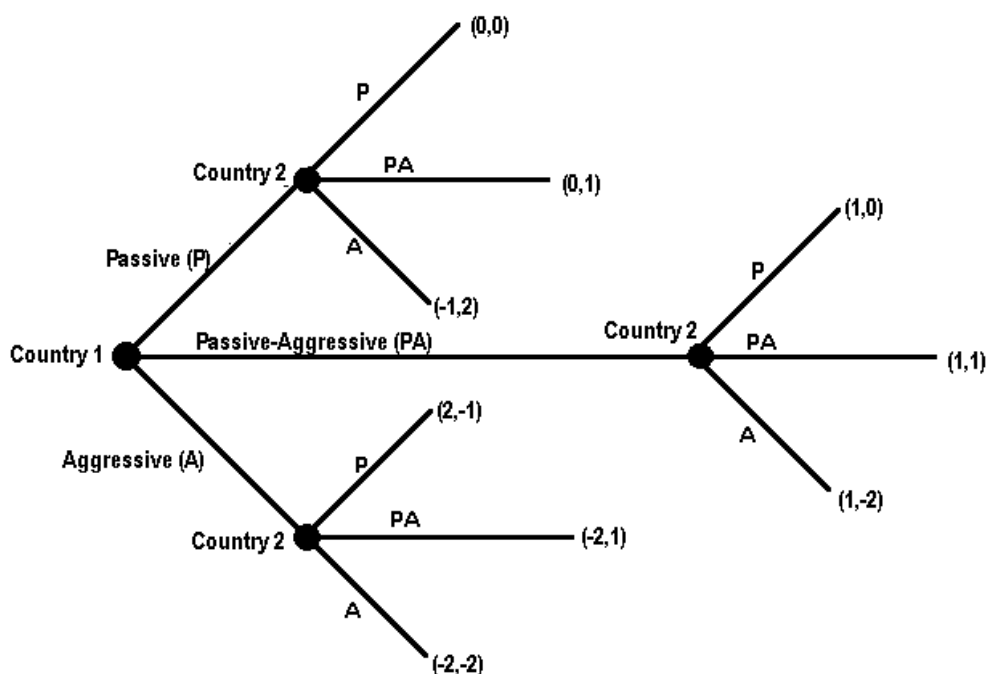 (0,0)
P
Country 2
PA
(0,1)
A
(-1,2)
Passive (P)
Country 1
Passive-Aggressive (PA)
Country 2
(1,0)
P
PA
(1,1)
A
(1,-2)
Aggressive (A)
(2,-1)
P
Country 2
PA
(-2,1)
A
(-2,-2)